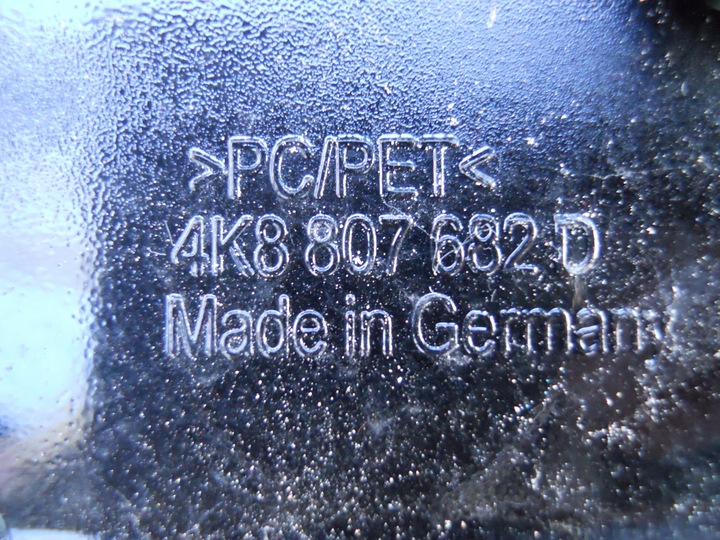 >PC/PET<
4K8 807 682 D
Made in Germany